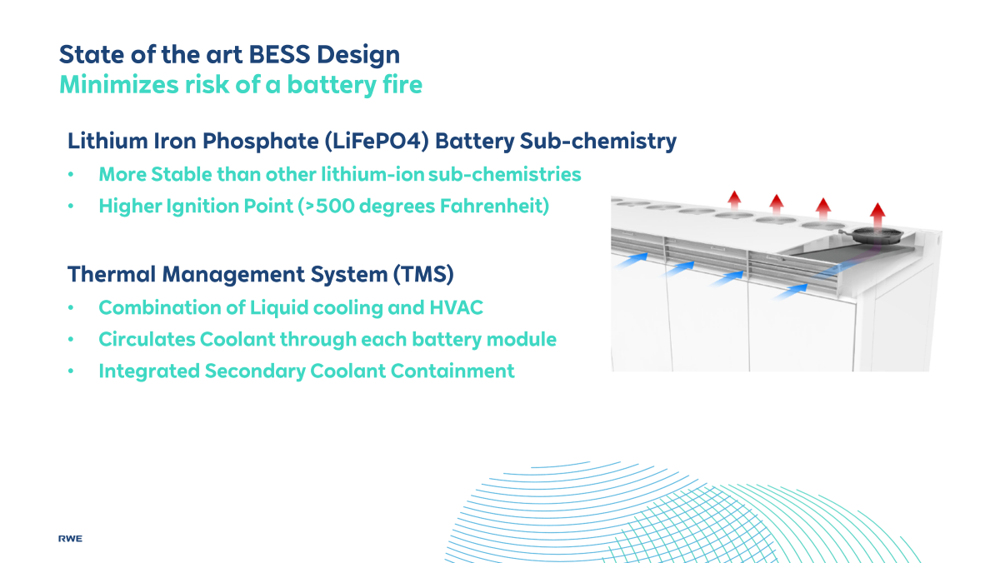 State of the art BESS Design
Minimizes risk of a battery fire
Lithium Iron Phosphate (LiFePO4) Battery Sub-chemistry
• More Stable than other lithium-ion sub-chemistries
• Higher Ignition Point (>500 degrees Fahrenheit)
Thermal Management System (TMS)
• Combination of Liquid cooling and HVAC
• Circulates Coolant through each battery module
• Integrated Secondary Coolant Containment
RWE